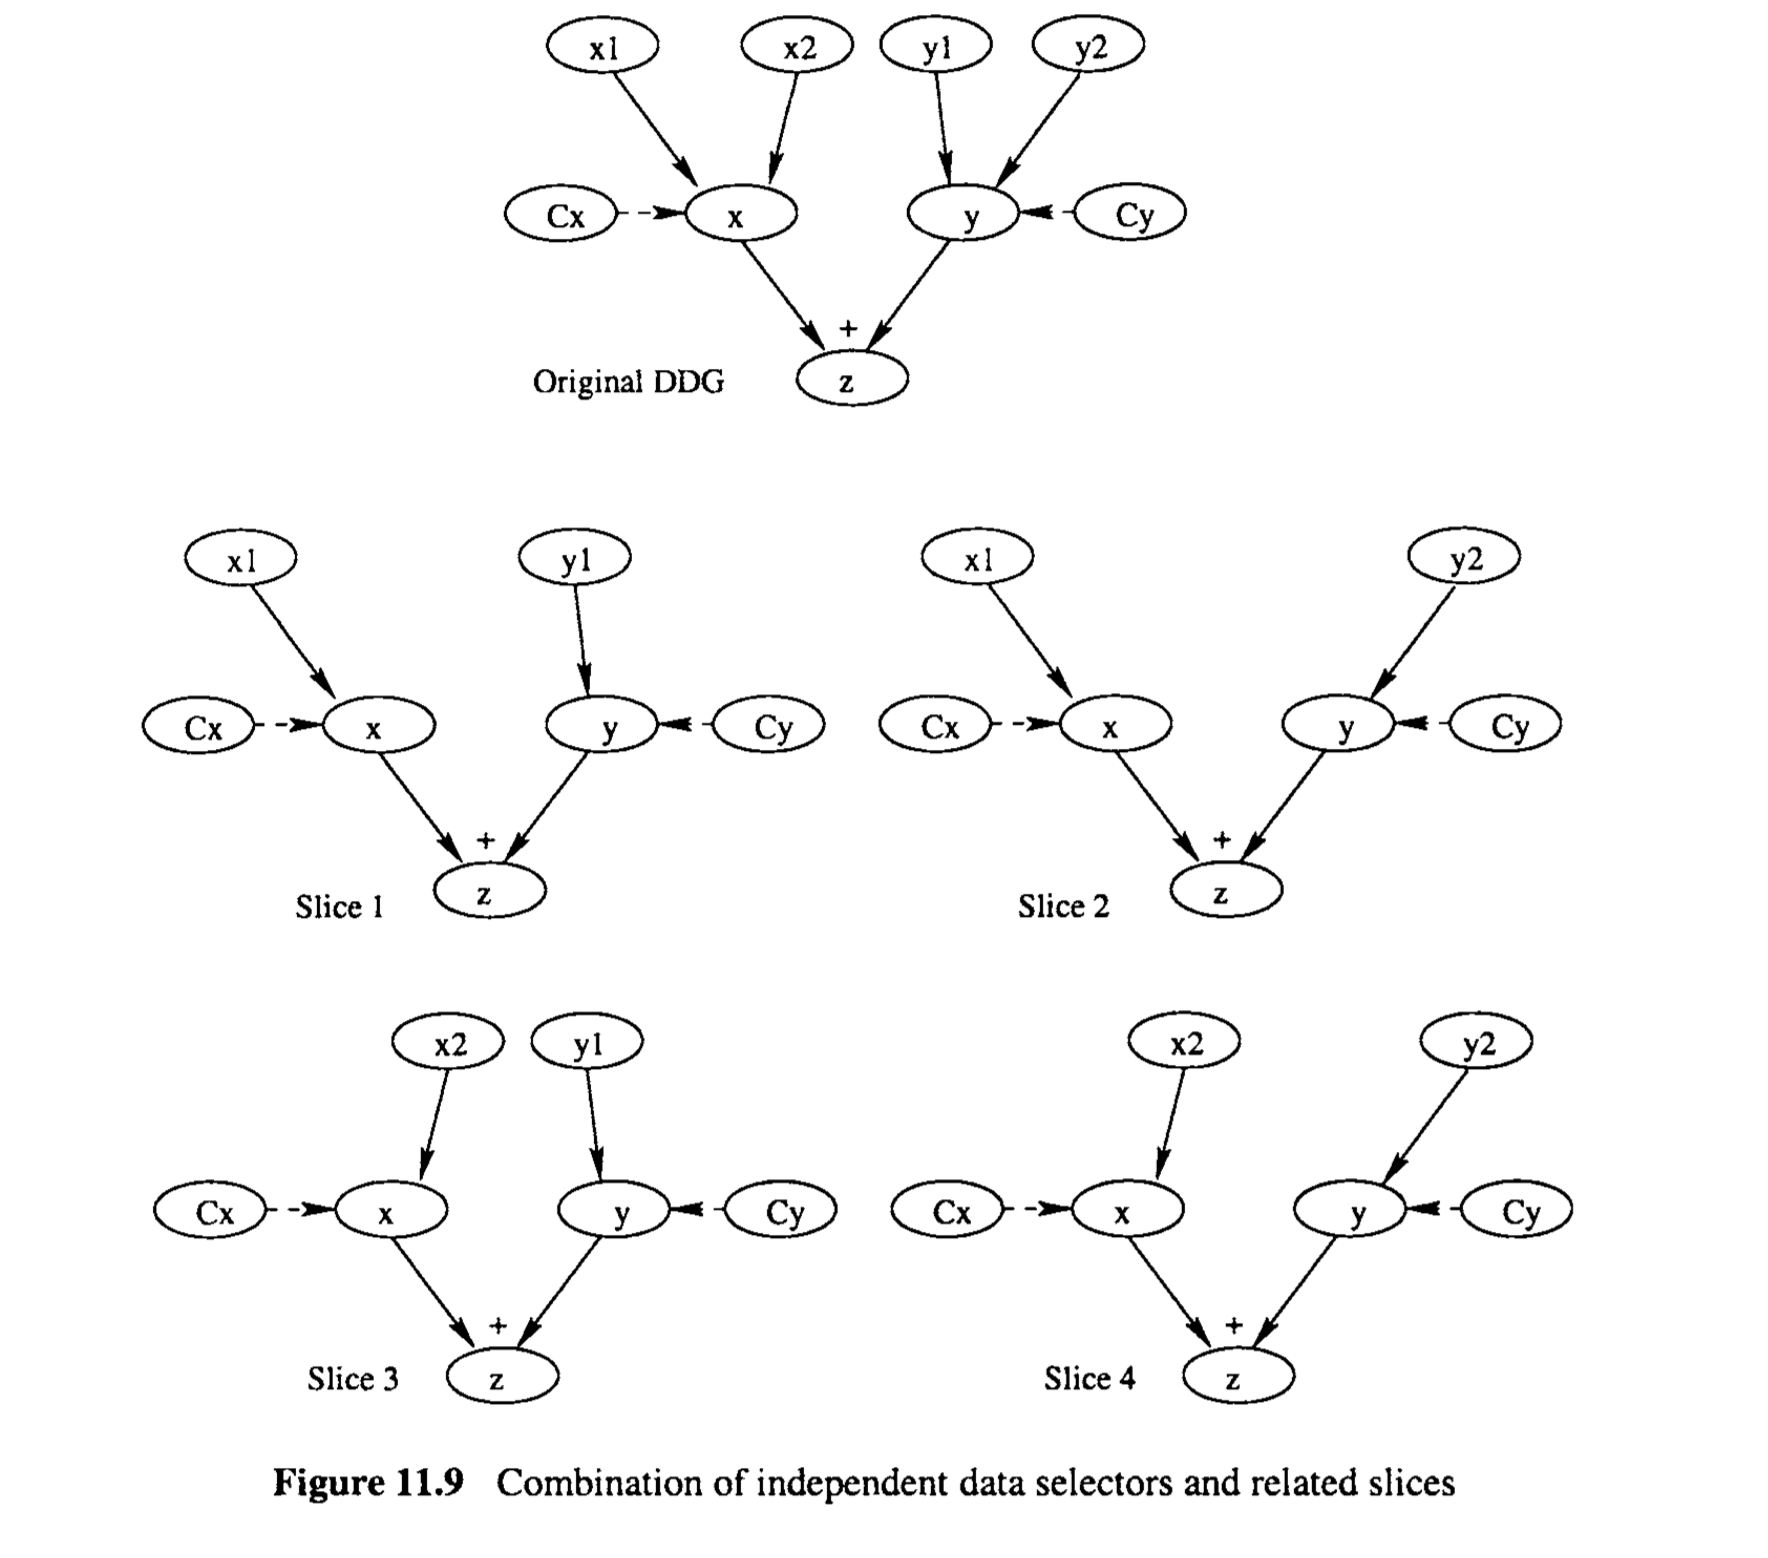 x1 x2 y1 y2
Cx x y Cy
+
Original DDG z
x1 y1 x1 y2
Cx x y Cy Cx x y Cy
+ +
Slice 1 z Slice 2 z
x2 y1 x2 y2
Cx x y Cy Cx x y Cy
+ +
Slice 3 z Slice 4 z
Figure 11.9 Combination of independent data selectors and related slices